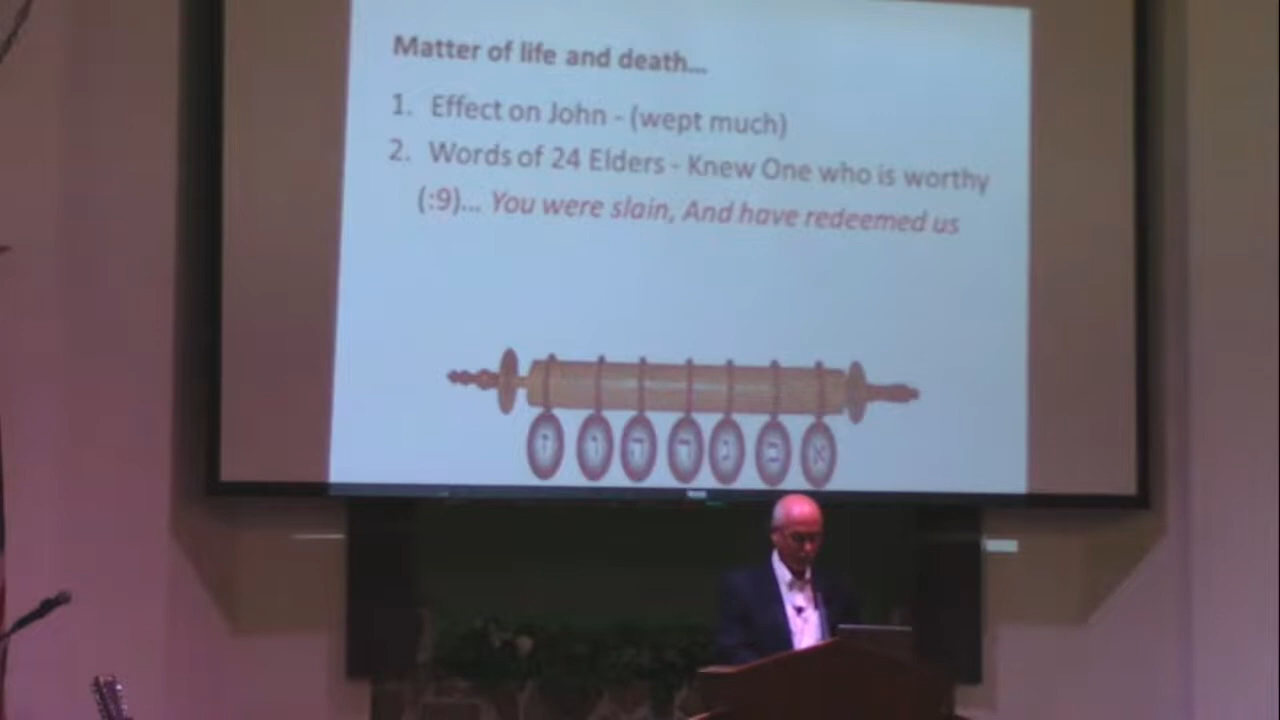 Matter of life and death...
1. Effect on John - (wept much)
2. Words of 24 Elders - Knew One who is worthy
(:9)... You were slain, And have redeemed us
ז ו ה ד ג ב א